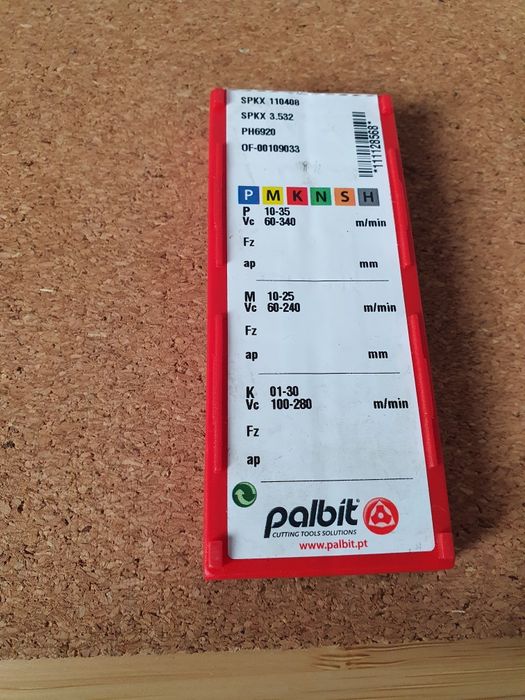 SPKX 110408
SPKX 3.532
PH6920
OF-00109033
*111128568*
P M K N S H
P 10-35
Vc 60-340 m/min
Fz
ap mm
M 10-25
Vc 60-240 m/min
Fz
ap mm
K 01-30
Vc 100-280 m/min
Fz
ap
palbit®
CUTTING TOOLS SOLUTIONS
www.palbit.pt